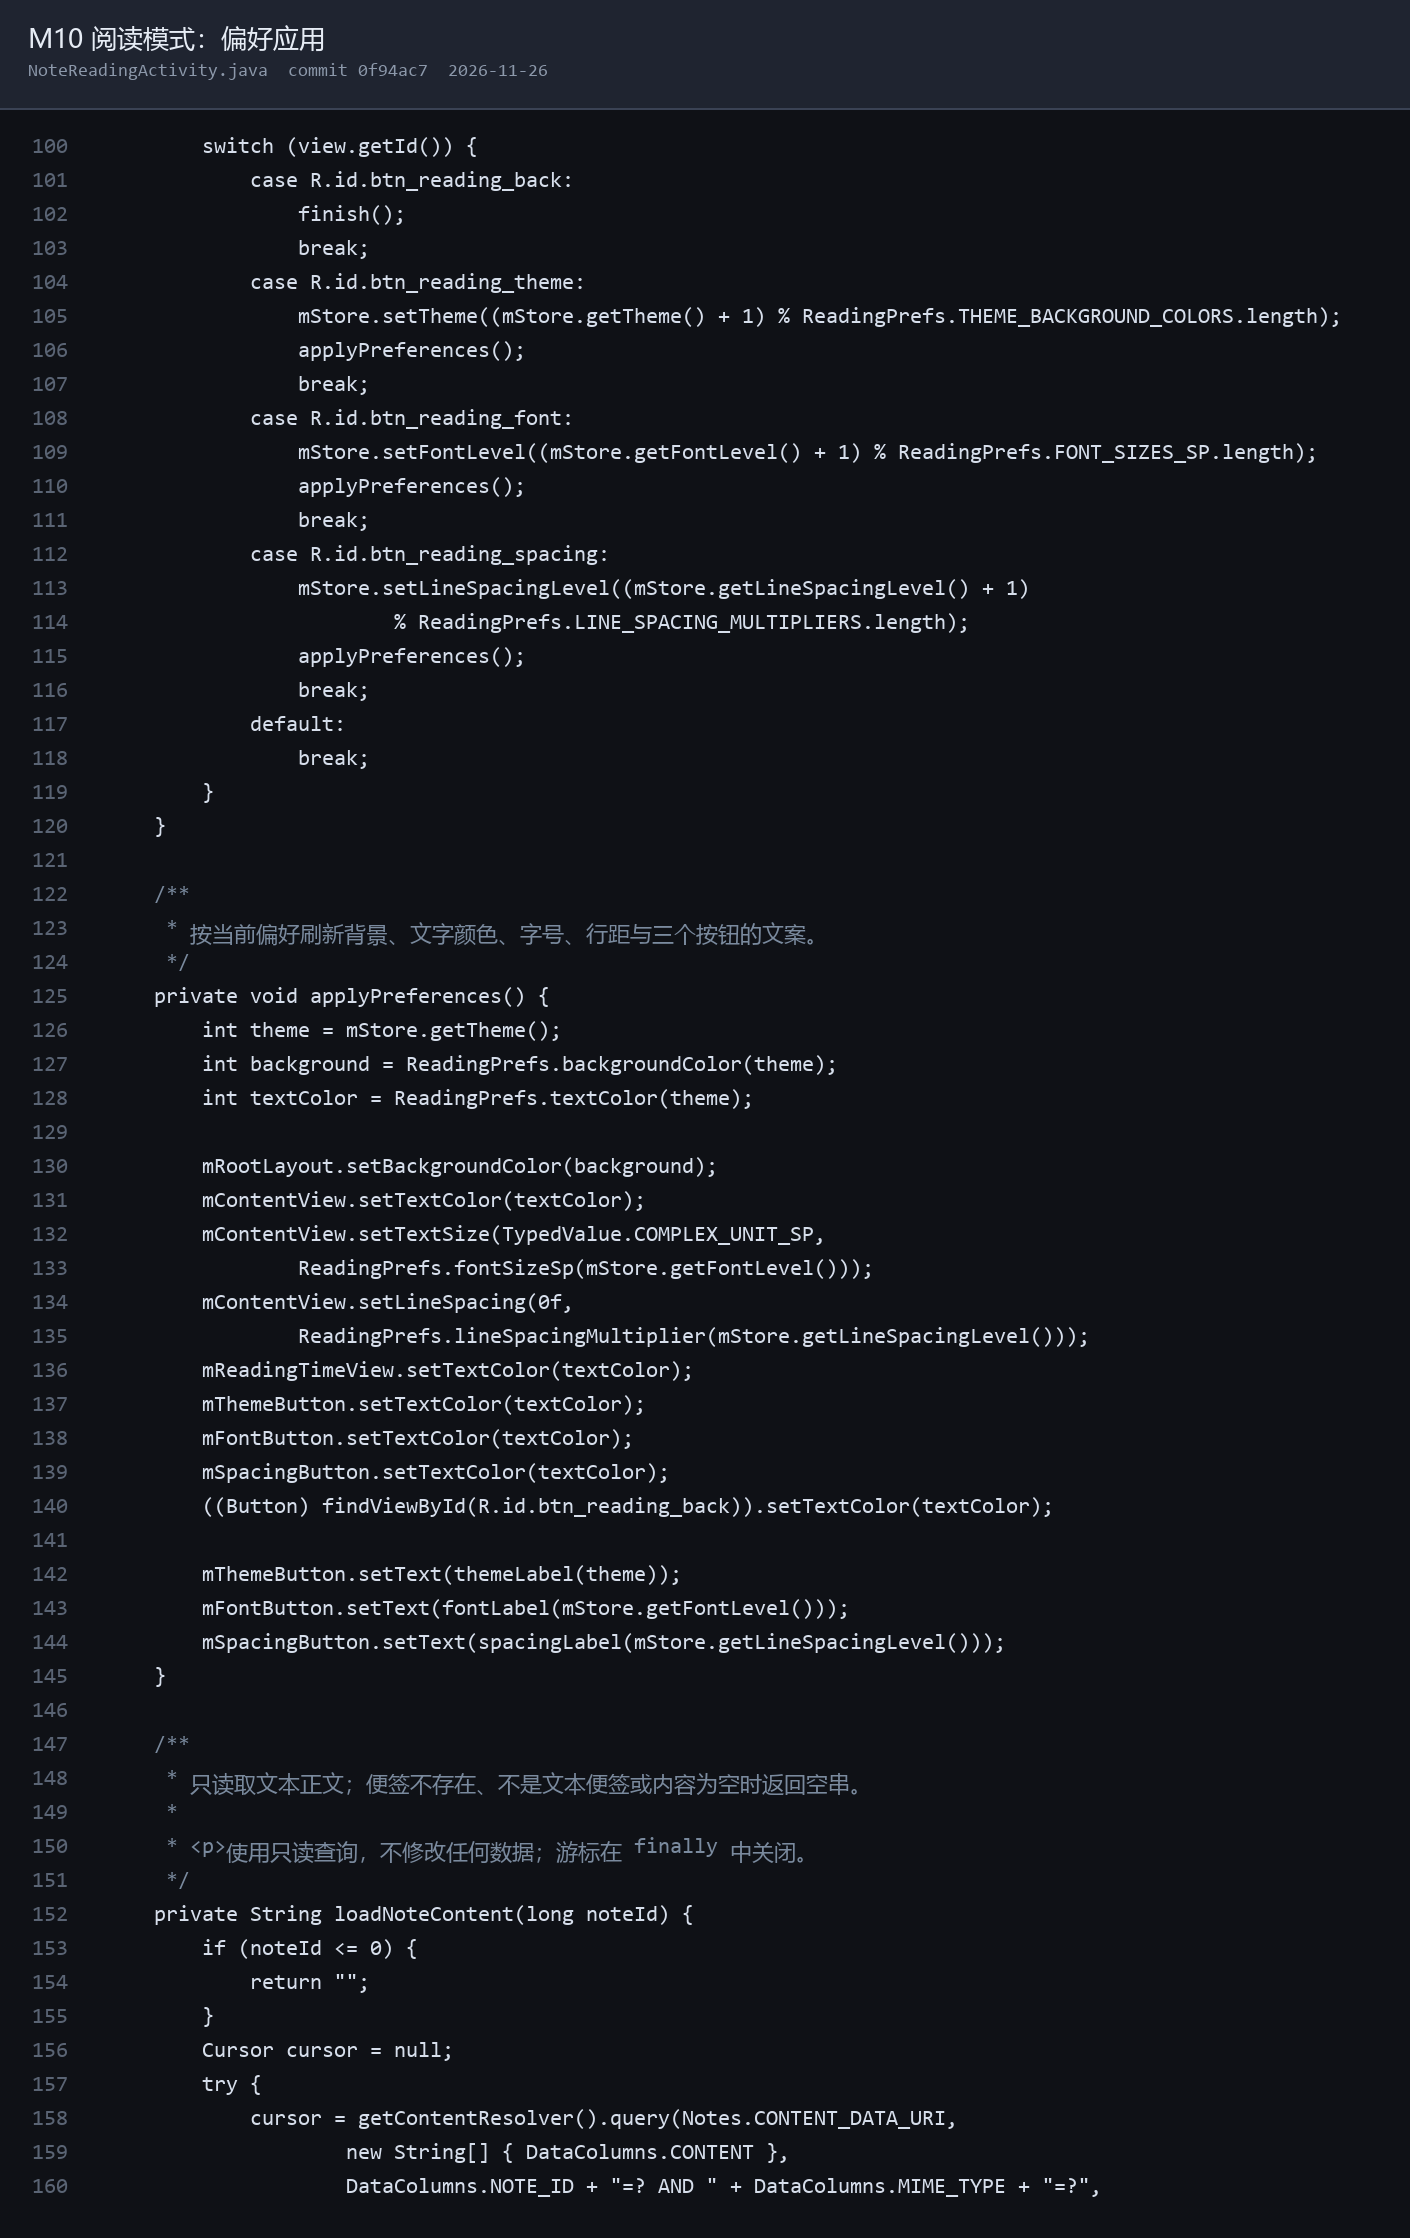 M10 阅读模式：偏好应用
NoteReadingActivity.java  commit 0f94ac7  2026-11-26
100            switch (view.getId()) {
101                case R.id.btn_reading_back:
102                    finish();
103                    break;
104                case R.id.btn_reading_theme:
105                    mStore.setTheme((mStore.getTheme() + 1) % ReadingPrefs.THEME_BACKGROUND_COLORS.length);
106                    applyPreferences();
107                    break;
108                case R.id.btn_reading_font:
109                    mStore.setFontLevel((mStore.getFontLevel() + 1) % ReadingPrefs.FONT_SIZES_SP.length);
110                    applyPreferences();
111                    break;
112                case R.id.btn_reading_spacing:
113                    mStore.setLineSpacingLevel((mStore.getLineSpacingLevel() + 1)
114                            % ReadingPrefs.LINE_SPACING_MULTIPLIERS.length);
115                    applyPreferences();
116                    break;
117                default:
118                    break;
119            }
120        }
121
122        /**
123         * 按当前偏好刷新背景、文字颜色、字号、行距与三个按钮的文案。
124         */
125        private void applyPreferences() {
126            int theme = mStore.getTheme();
127            int background = ReadingPrefs.backgroundColor(theme);
128            int textColor = ReadingPrefs.textColor(theme);
129
130            mRootLayout.setBackgroundColor(background);
131            mContentView.setTextColor(textColor);
132            mContentView.setTextSize(TypedValue.COMPLEX_UNIT_SP,
133                    ReadingPrefs.fontSizeSp(mStore.getFontLevel()));
134            mContentView.setLineSpacing(0f,
135                    ReadingPrefs.lineSpacingMultiplier(mStore.getLineSpacingLevel()));
136            mReadingTimeView.setTextColor(textColor);
137            mThemeButton.setTextColor(textColor);
138            mFontButton.setTextColor(textColor);
139            mSpacingButton.setTextColor(textColor);
140            ((Button) findViewById(R.id.btn_reading_back)).setTextColor(textColor);
141
142            mThemeButton.setText(themeLabel(theme));
143            mFontButton.setText(fontLabel(mStore.getFontLevel()));
144            mSpacingButton.setText(spacingLabel(mStore.getLineSpacingLevel()));
145        }
146
147        /**
148         * 只读取文本正文；便签不存在、不是文本便签或内容为空时返回空串。
149         *
150         * <p>使用只读查询，不修改任何数据；游标在 finally 中关闭。
151         */
152        private String loadNoteContent(long noteId) {
153            if (noteId <= 0) {
154                return "";
155            }
156            Cursor cursor = null;
157            try {
158                cursor = getContentResolver().query(Notes.CONTENT_DATA_URI,
159                        new String[] { DataColumns.CONTENT },
160                        DataColumns.NOTE_ID + "=? AND " + DataColumns.MIME_TYPE + "=?",